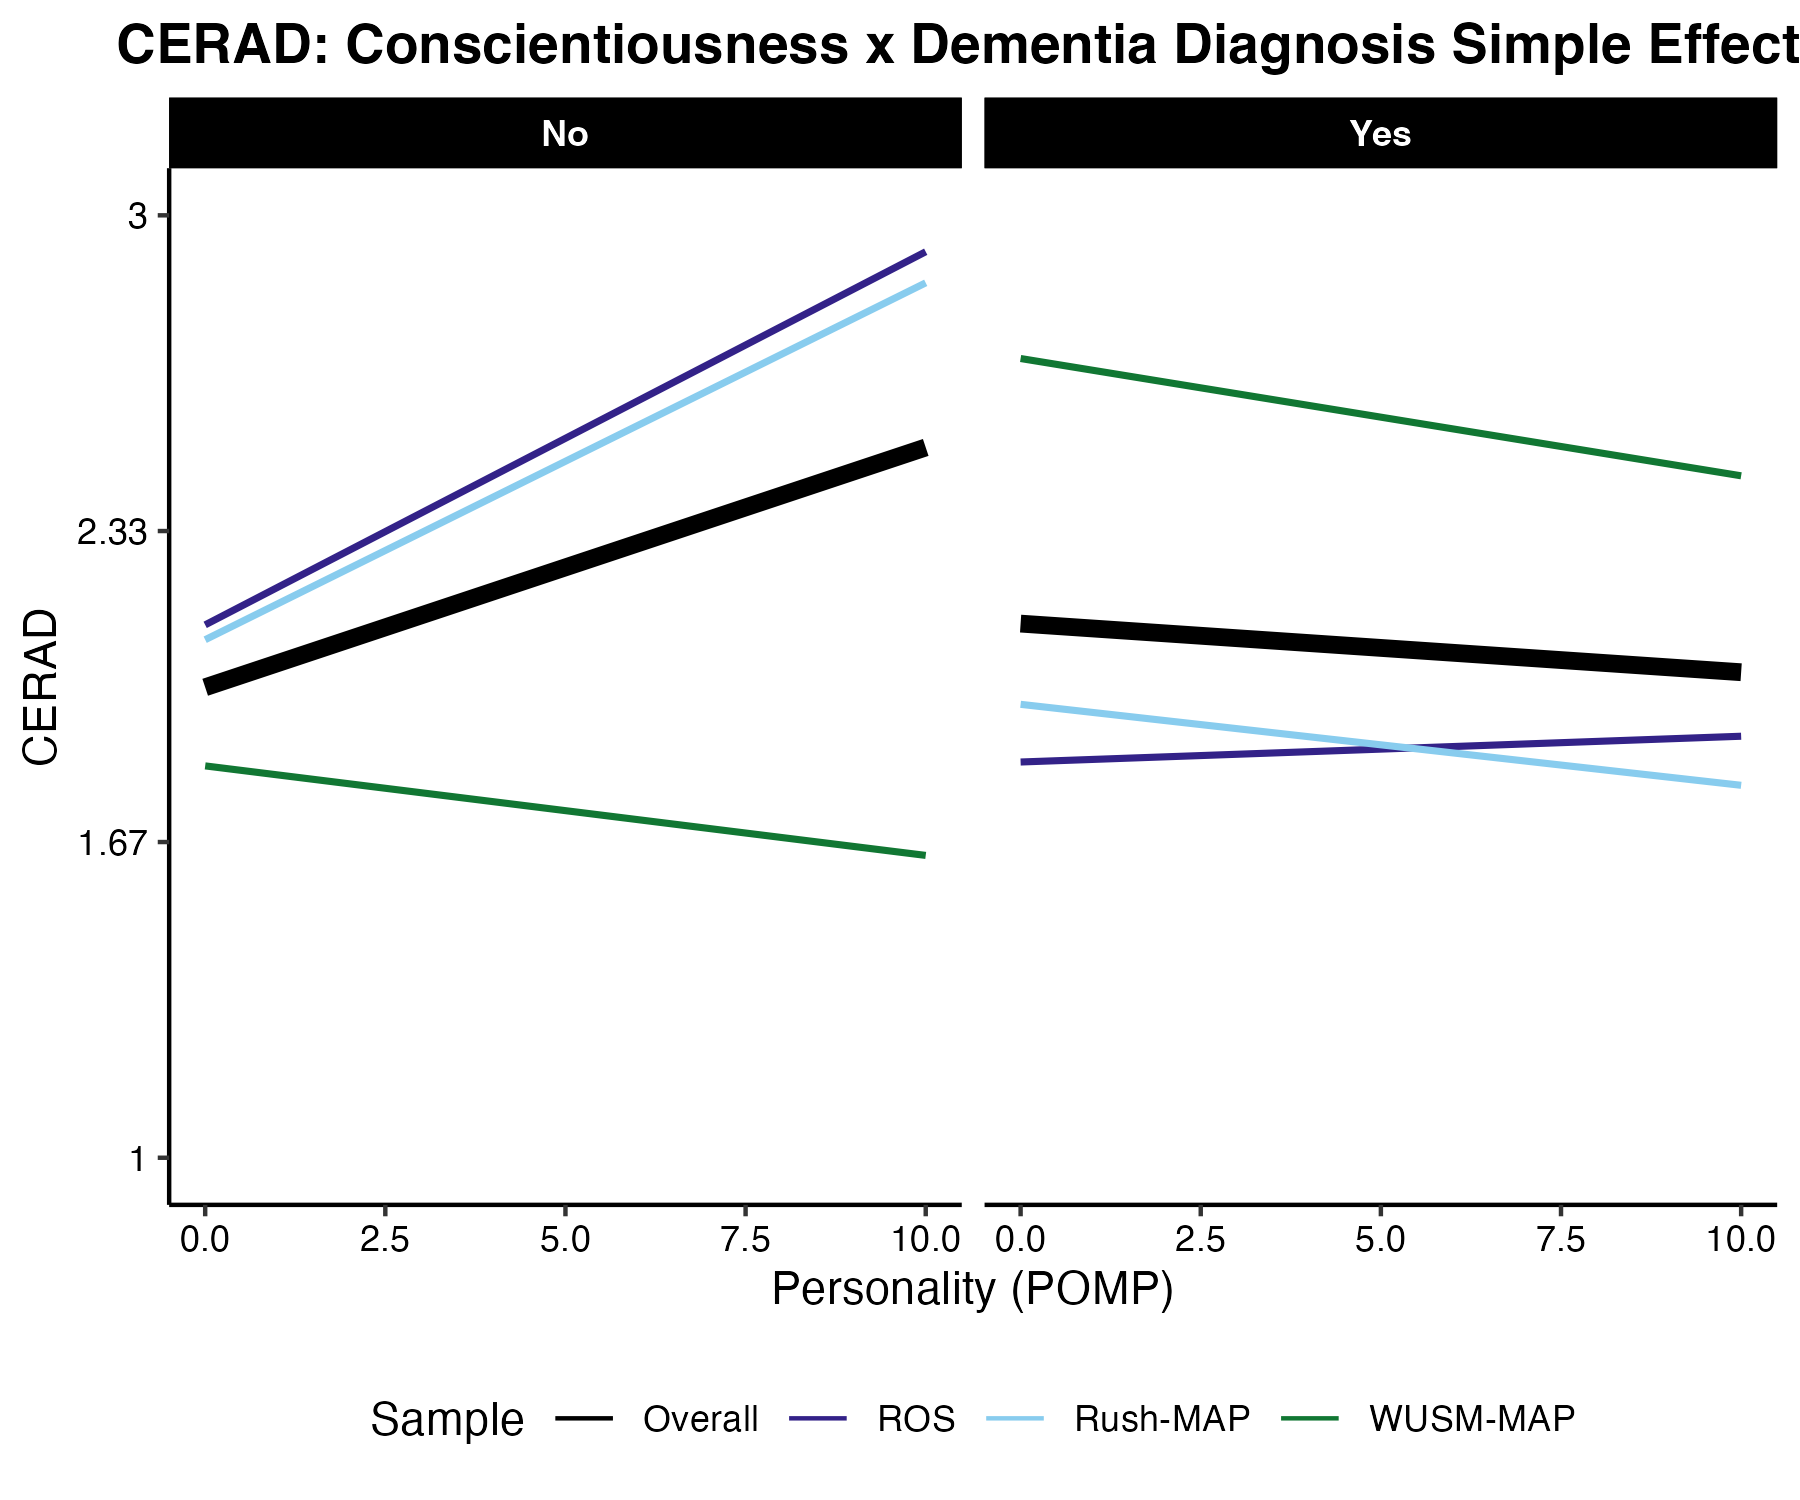 CERAD: Conscientiousness x Dementia Diagnosis Simple Effect
No Yes
3
2.33
1.67
1
CERAD
0.0 2.5 5.0 7.5 10.0 0.0 2.5 5.0 7.5 10.0
Personality (POMP)
Sample Overall ROS Rush-MAP WUSM-MAP